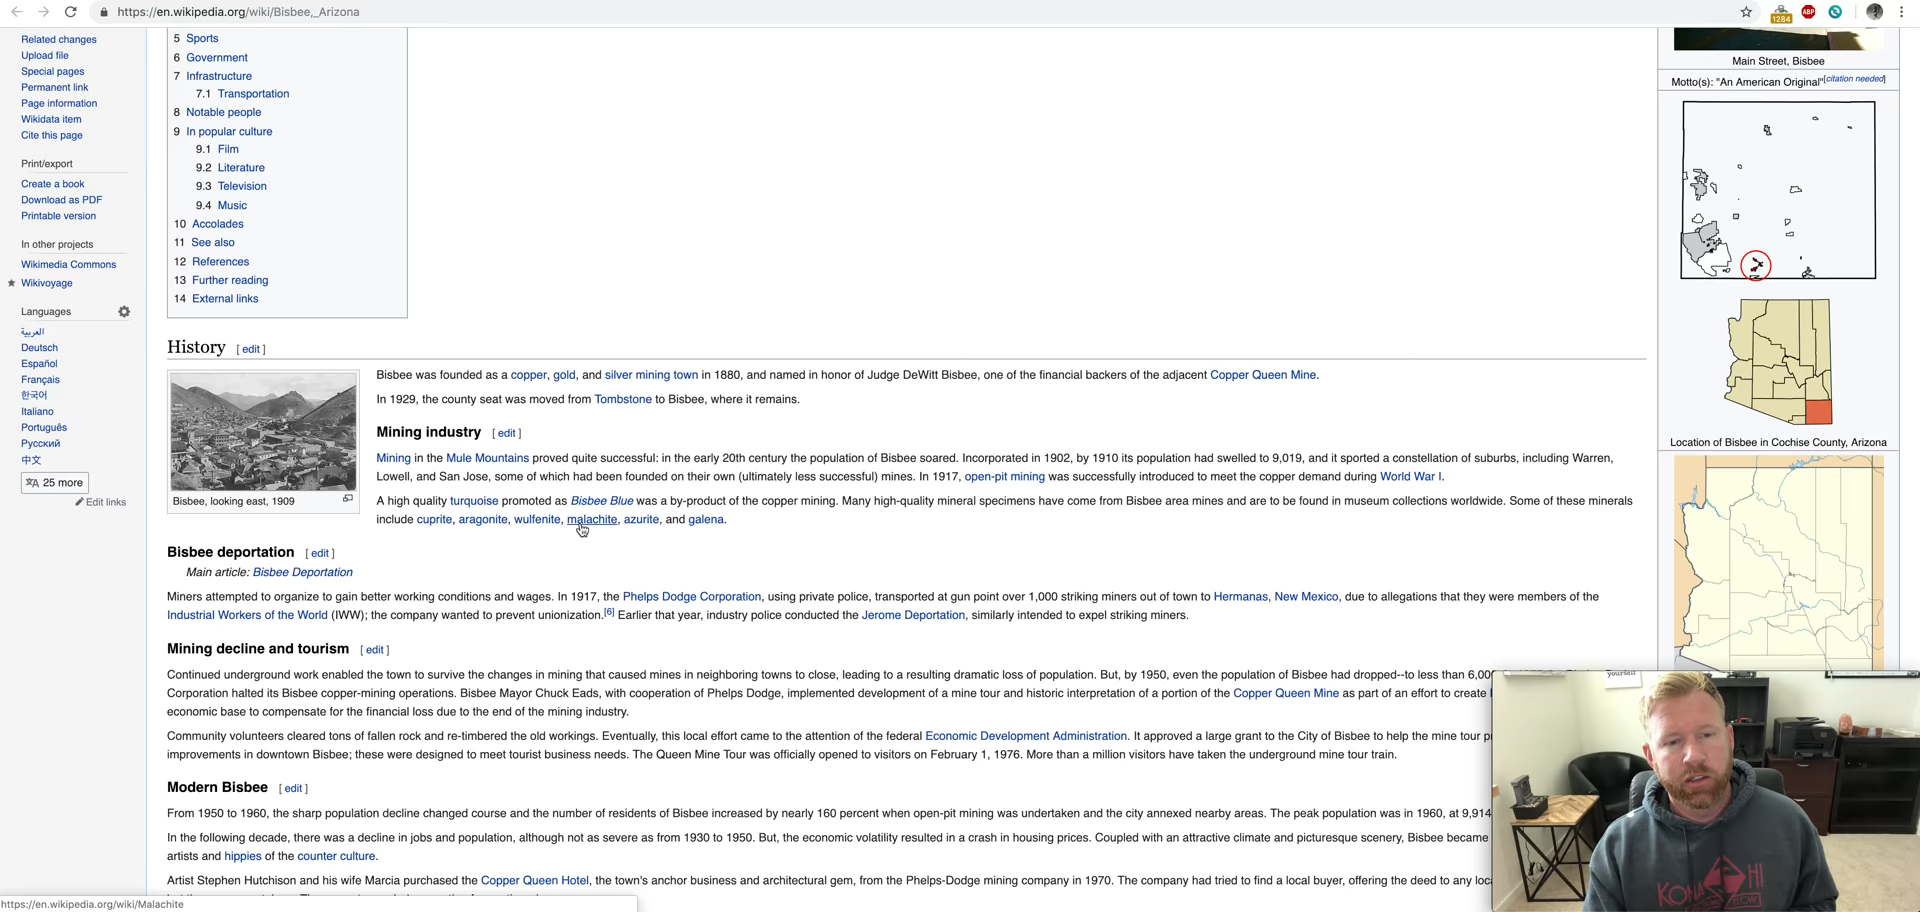 https://en.wikipedia.org/wiki/Bisbee,_Arizona
1284
ABP
Related changes
Upload file
Special pages
Permanent link
Page information
Wikidata item
Cite this page
Print/export
Create a book
Download as PDF
Printable version
In other projects
Wikimedia Commons
Wikivoyage
Languages
العربية
Deutsch
Español
Français
한국어
Italiano
Português
Русский
中文
25 more
Edit links
5 Sports
6 Government
7 Infrastructure
7.1 Transportation
8 Notable people
9 In popular culture
9.1 Film
9.2 Literature
9.3 Television
9.4 Music
10 Accolades
11 See also
12 References
13 Further reading
14 External links
History [ edit ]
Bisbee, looking east, 1909
Bisbee was founded as a copper, gold, and silver mining town in 1880, and named in honor of Judge DeWitt Bisbee, one of the financial backers of the adjacent Copper Queen Mine.
In 1929, the county seat was moved from Tombstone to Bisbee, where it remains.
Mining industry [ edit ]
Mining in the Mule Mountains proved quite successful: in the early 20th century the population of Bisbee soared. Incorporated in 1902, by 1910 its population had swelled to 9,019, and it sported a constellation of suburbs, including Warren,
Lowell, and San Jose, some of which had been founded on their own (ultimately less successful) mines. In 1917, open-pit mining was successfully introduced to meet the copper demand during World War I.
A high quality turquoise promoted as Bisbee Blue was a by-product of the copper mining. Many high-quality mineral specimens have come from Bisbee area mines and are to be found in museum collections worldwide. Some of these minerals
include cuprite, aragonite, wulfenite, malachite, azurite, and galena.
Bisbee deportation [ edit ]
Main article: Bisbee Deportation
Miners attempted to organize to gain better working conditions and wages. In 1917, the Phelps Dodge Corporation, using private police, transported at gun point over 1,000 striking miners out of town to Hermanas, New Mexico, due to allegations that they were members of the
Industrial Workers of the World (IWW); the company wanted to prevent unionization.[6] Earlier that year, industry police conducted the Jerome Deportation, similarly intended to expel striking miners.
Mining decline and tourism [ edit ]
Continued underground work enabled the town to survive the changes in mining that caused mines in neighboring towns to close, leading to a resulting dramatic loss of population. But, by 1950, even the population of Bisbee had dropped--to less than 6,00
Corporation halted its Bisbee copper-mining operations. Bisbee Mayor Chuck Eads, with cooperation of Phelps Dodge, implemented development of a mine tour and historic interpretation of a portion of the Copper Queen Mine as part of an effort to create
economic base to compensate for the financial loss due to the end of the mining industry.
Community volunteers cleared tons of fallen rock and re-timbered the old workings. Eventually, this local effort came to the attention of the federal Economic Development Administration. It approved a large grant to the City of Bisbee to help the mine tour p
improvements in downtown Bisbee; these were designed to meet tourist business needs. The Queen Mine Tour was officially opened to visitors on February 1, 1976. More than a million visitors have taken the underground mine tour train.
Modern Bisbee [ edit ]
From 1950 to 1960, the sharp population decline changed course and the number of residents of Bisbee increased by nearly 160 percent when open-pit mining was undertaken and the city annexed nearby areas. The peak population was in 1960, at 9,914
In the following decade, there was a decline in jobs and population, although not as severe as from 1930 to 1950. But, the economic volatility resulted in a crash in housing prices. Coupled with an attractive climate and picturesque scenery, Bisbee became
artists and hippies of the counter culture.
Artist Stephen Hutchison and his wife Marcia purchased the Copper Queen Hotel, the town's anchor business and architectural gem, from the Phelps-Dodge mining company in 1970. The company had tried to find a local buyer, offering the deed to any loc
https://en.wikipedia.org/wiki/Malachite
Main Street, Bisbee
Motto(s): "An American Original"[citation needed]
Location of Bisbee in Cochise County, Arizona
yourself